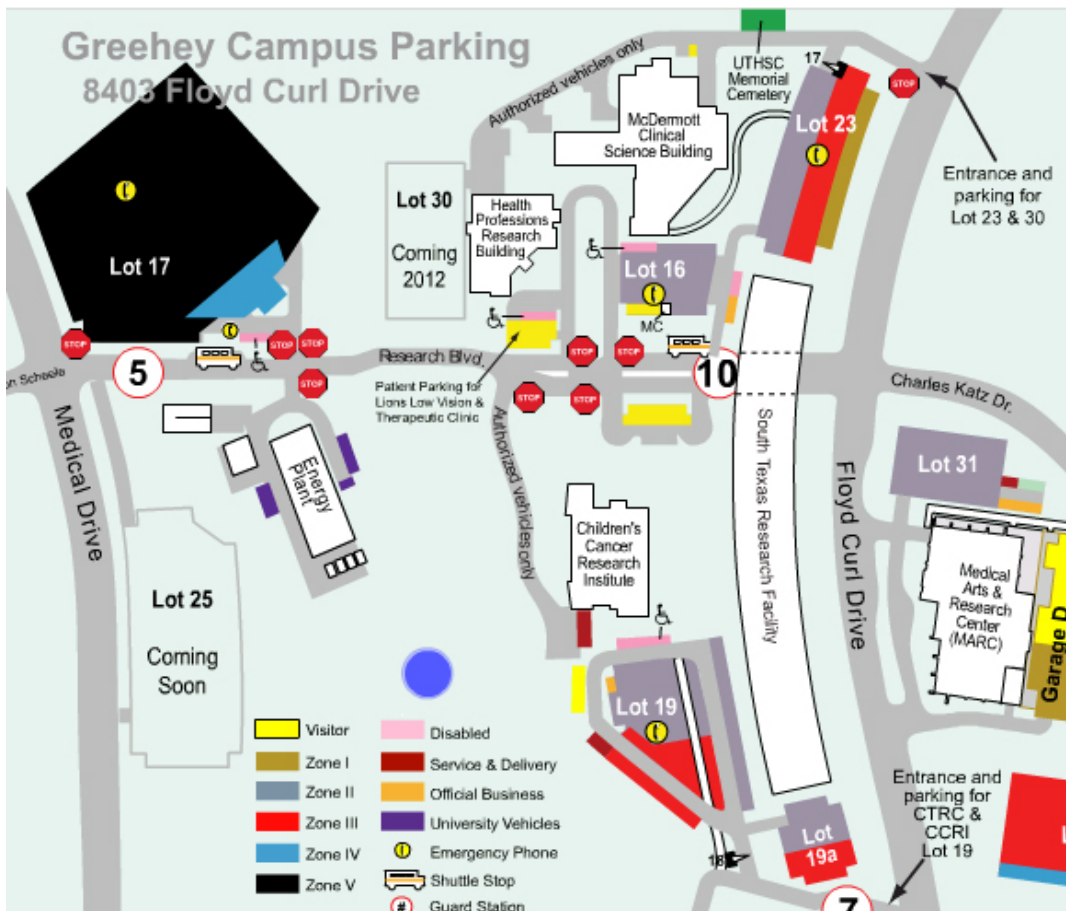 Greehey Campus Parking
8403 Floyd Curl Drive
Authorized vehicles only
UTHSC
Memorial
Cemetery
17
STOP
McDermott
Clinical
Science Building
Lot 23
Entrance and
parking for
Lot 23 & 30
Lot 30
Coming
2012
Health
Professions
Research
Building
Lot 17
Lot 16
MC
STOP
STOP
STOP
STOP
STOP
STOP
STOP
STOP
5
10
on Scheele
Research Blvd.
Patient Parking for
Lions Low Vision &
Therapeutic Clinic
Charles Katz Dr.
Medical Drive
Authorized vehicles only
South Texas Research Facility
Floyd Curl Drive
Lot 31
Energy
Plant
Children's
Cancer
Research
Institute
Medical
Arts &
Research
Center
(MARC)
Garage D
Lot 25
Coming
Soon
Lot 19
Visitor
Zone I
Zone II
Zone III
Zone IV
Zone V
Disabled
Service & Delivery
Official Business
University Vehicles
Emergency Phone
Shuttle Stop
#
Guard Station
18
Lot
19a
7
Entrance and
parking for
CTRC &
CCRI
Lot 19